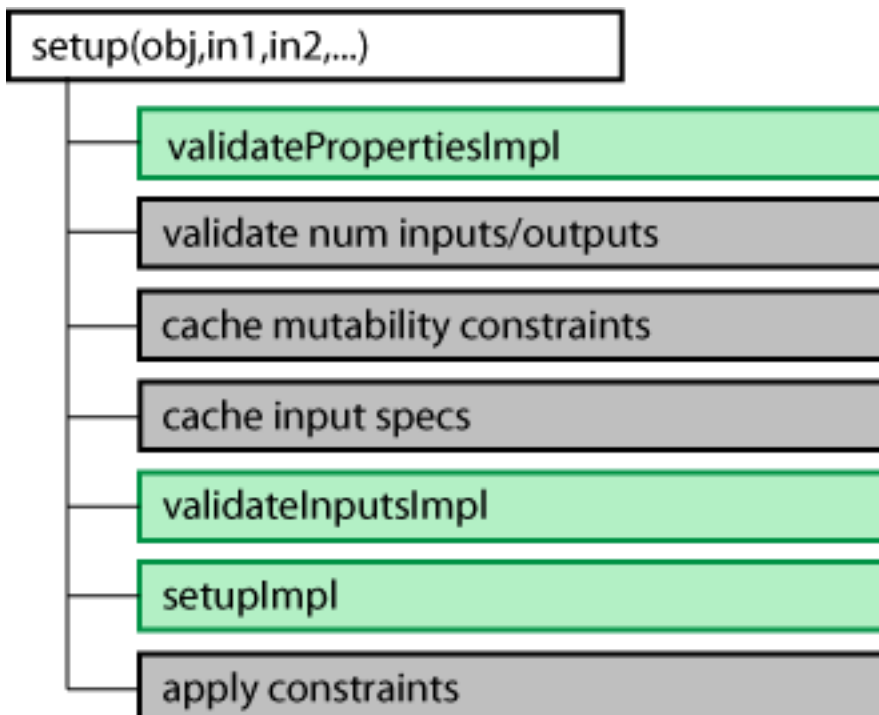 setup(obj,in1,in2,...)
validatePropertiesImpl
validate num inputs/outputs
cache mutability constraints
cache input specs
validateInputsImpl
setupImpl
apply constraints